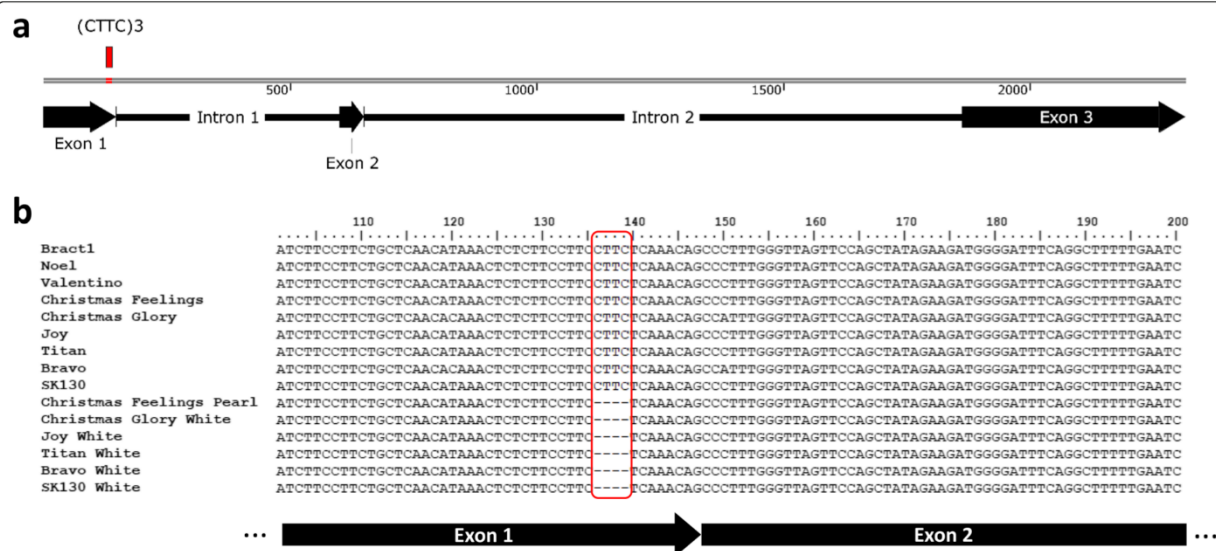 a
(CTTC)3
500 1000 1500 2000
Intron 1 Intron 2 Exon 3
Exon 1
Exon 2
b
110 120 130 140 150 160 170 180 190 200
Bract1 ATCTTCCTTCTGCTCAACATAAACTCTCTTCCTTCCTTCTCAAACAGCCCTTTGGGTTAGTTCCAGCTATAGAAGATGGGGATTTCAGGCTTTTTGAATC
Noel ATCTTCCTTCTGCTCAACATAAACTCTCTTCCTTCCTTCTCAAACAGCCCTTTGGGTTAGTTCCAGCTATAGAAGATGGGGATTTCAGGCTTTTTGAATC
Valentino ATCTTCCTTCTGCTCAACATAAACTCTCTTCCTTCCTTCTCAAACAGCCCTTTGGGTTAGTTCCAGCTATAGAAGATGGGGATTTCAGGCTTTTTGAATC
Christmas Feelings ATCTTCCTTCTGCTCAACATAAACTCTCTTCCTTCCTTCTCAAACAGCCCTTTGGGTTAGTTCCAGCTATAGAAGATGGGGATTTCAGGCTTTTTGAATC
Christmas Glory ATCTTCCTTCTGCTCAACACAAACTCTCTTCCTTCCTTCTCAAACAGCCATTTGGGTTAGTTCCAGCTATAGAAGATGGGGATTTCAGGCTTTTTGAATC
Joy ATCTTCCTTCTGCTCAACATAAACTCTCTTCCTTCCTTCTCAAACAGCCCTTTGGGTTAGTTCCAGCTATAGAAGATGGGGATTTCAGGCTTTTTGAATC
Titan ATCTTCCTTCTGCTCAACATAAACTCTCTTCCTTCCTTCTCAAACAGCCCTTTGGGTTAGTTCCAGCTATAGAAGATGGGGATTTCAGGCTTTTTGAATC
Bravo ATCTTCCTTCTGCTCAACATAAACTCTCTTCCTTCCTTCTCAAACAGCCATTTGGGTTAGTTCCAGCTATAGAAGATGGGGATTTCAGGCTTTTTGAATC
SK130 ATCTTCCTTCTGCTCAACATAAACTCTCTTCCTTCCTTCTCAAACAGCCCTTTGGGTTAGTTCCAGCTATAGAAGATGGGGATTTCAGGCTTTTTGAATC
Christmas Feelings Pearl ATCTTCCTTCTGCTCAACATAAACTCTCTTCCTTC----TCAAACAGCCCTTTGGGTTAGTTCCAGCTATAGAAGATGGGGATTTCAGGCTTTTTGAATC
Christmas Glory White ATCTTCCTTCTGCTCAACATAAACTCTCTTCCTTC----TCAAACAGCCCTTTGGGTTAGTTCCAGCTATAGAAGATGGGGATTTCAGGCTTTTTGAATC
Joy White ATCTTCCTTCTGCTCAACATAAACTCTCTTCCTTC----TCAAACAGCCCTTTGGGTTAGTTCCAGCTATAGAAGATGGGGATTTCAGGCTTTTTGAATC
Titan White ATCTTCCTTCTGCTCAACATAAACTCTCTTCCTTC----TCAAACAGCCCTTTGGGTTAGTTCCAGCTATAGAAGATGGGGATTTCAGGCTTTTTGAATC
Bravo White ATCTTCCTTCTGCTCAACATAAACTCTCTTCCTTC----TCAAACAGCCCTTTGGGTTAGTTCCAGCTATAGAAGATGGGGATTTCAGGCTTTTTGAATC
SK130 White ATCTTCCTTCTGCTCAACATAAACTCTCTTCCTTC----TCAAACAGCCCTTTGGGTTAGTTCCAGCTATAGAAGATGGGGATTTCAGGCTTTTTGAATC
... Exon 1 Exon 2 ...